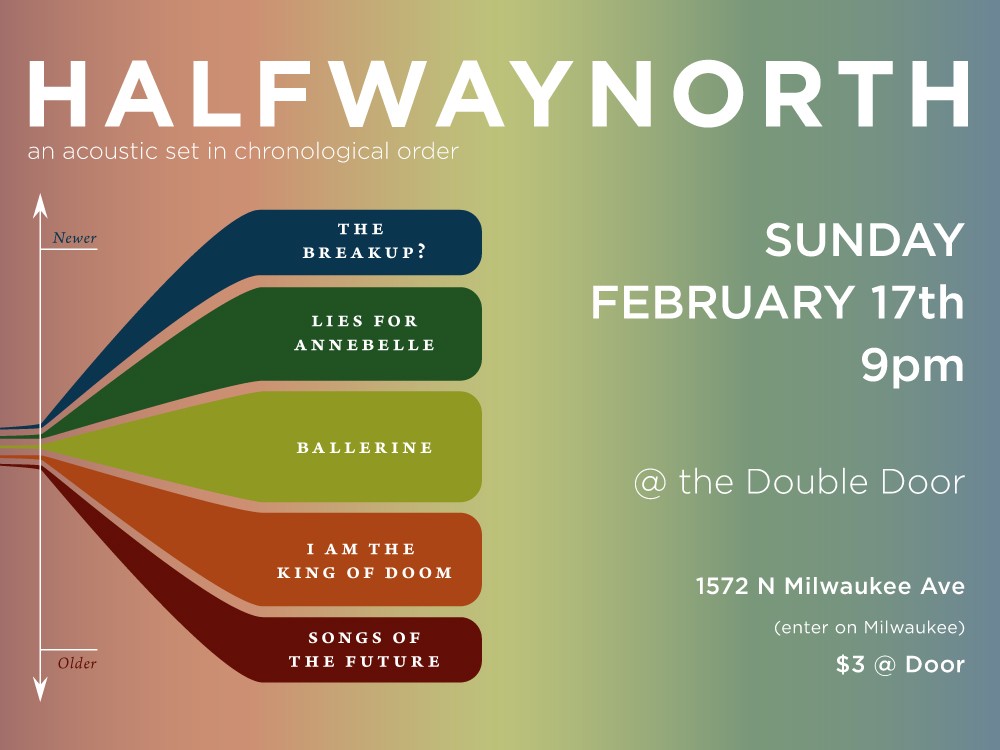 HALFWAYNORTH
an acoustic set in chronological order
Newer
THE
BREAKUP?
LIES FOR
ANNEBELLE
BALLERINE
I AM THE
KING OF DOOM
SONGS OF
THE FUTURE
Older
SUNDAY
FEBRUARY 17th
9pm
@ the Double Door
1572 N Milwaukee Ave
(enter on Milwaukee)
$3 @ Door